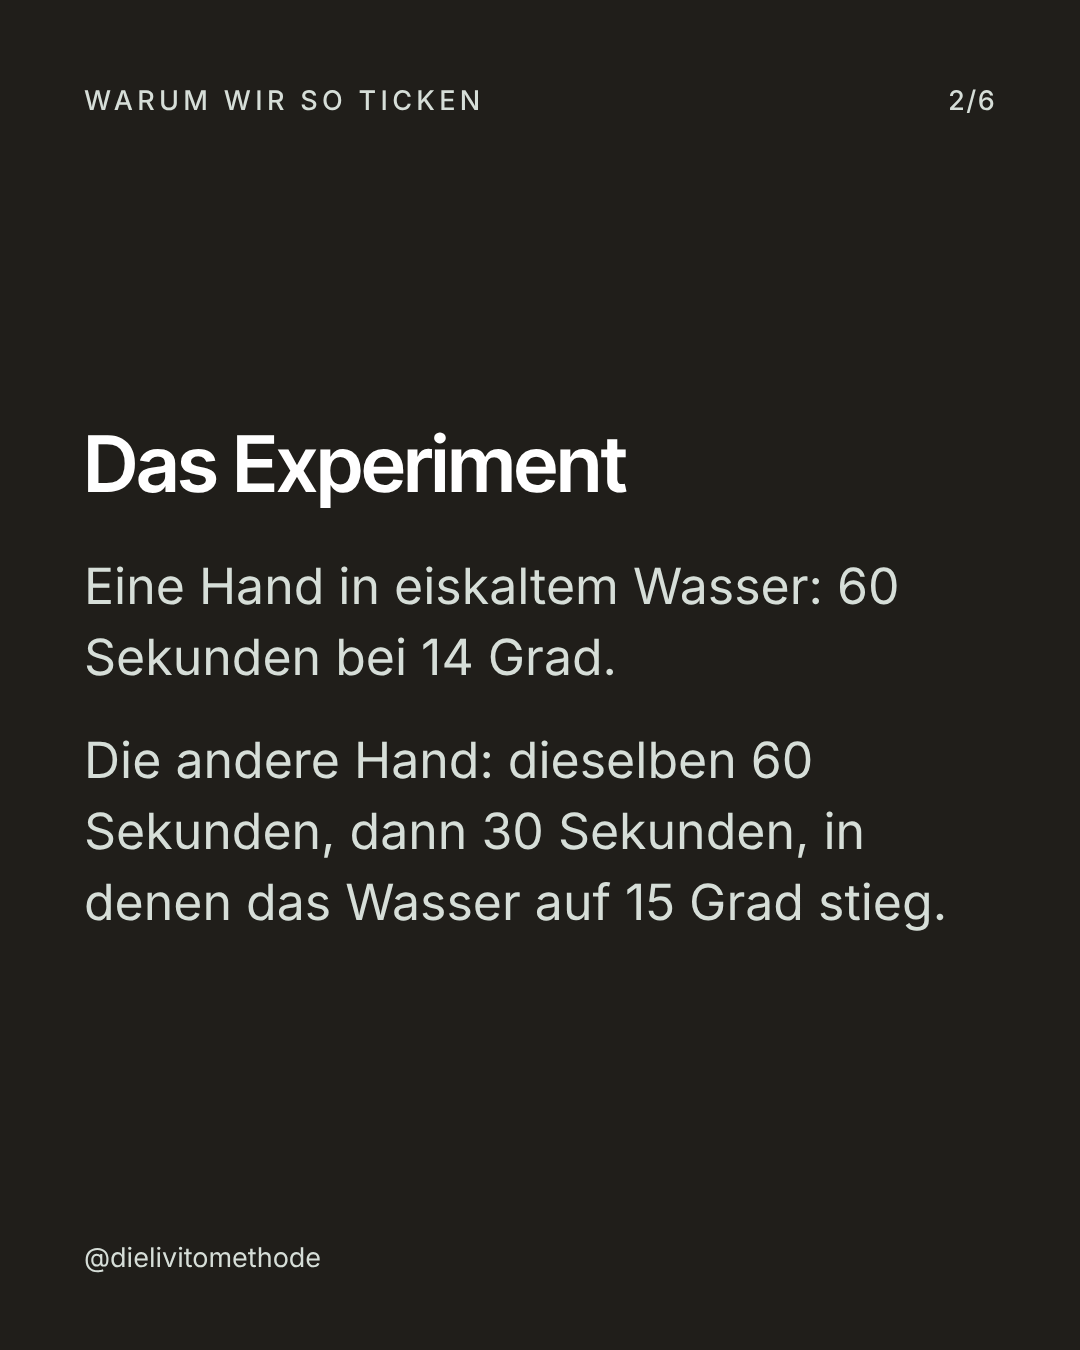 WARUM WIR SO TICKEN
2/6
Das Experiment
Eine Hand in eiskaltem Wasser: 60
Sekunden bei 14 Grad.
Die andere Hand: dieselben 60
Sekunden, dann 30 Sekunden, in
denen das Wasser auf 15 Grad stieg.
@dielivitomethode